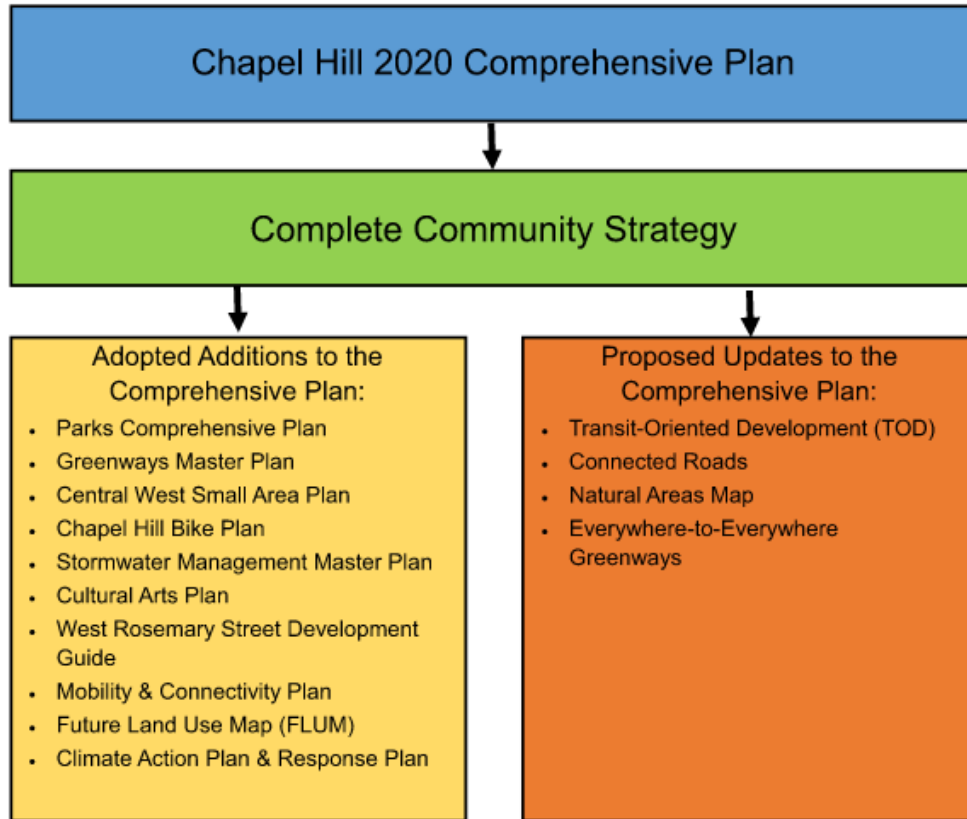 Chapel Hill 2020 Comprehensive Plan
Complete Community Strategy
Adopted Additions to the
Comprehensive Plan:
• Parks Comprehensive Plan
• Greenways Master Plan
• Central West Small Area Plan
• Chapel Hill Bike Plan
• Stormwater Management Master Plan
• Cultural Arts Plan
• West Rosemary Street Development
Guide
• Mobility & Connectivity Plan
• Future Land Use Map (FLUM)
• Climate Action Plan & Response Plan
Proposed Updates to the
Comprehensive Plan:
• Transit-Oriented Development (TOD)
• Connected Roads
• Natural Areas Map
• Everywhere-to-Everywhere
Greenways